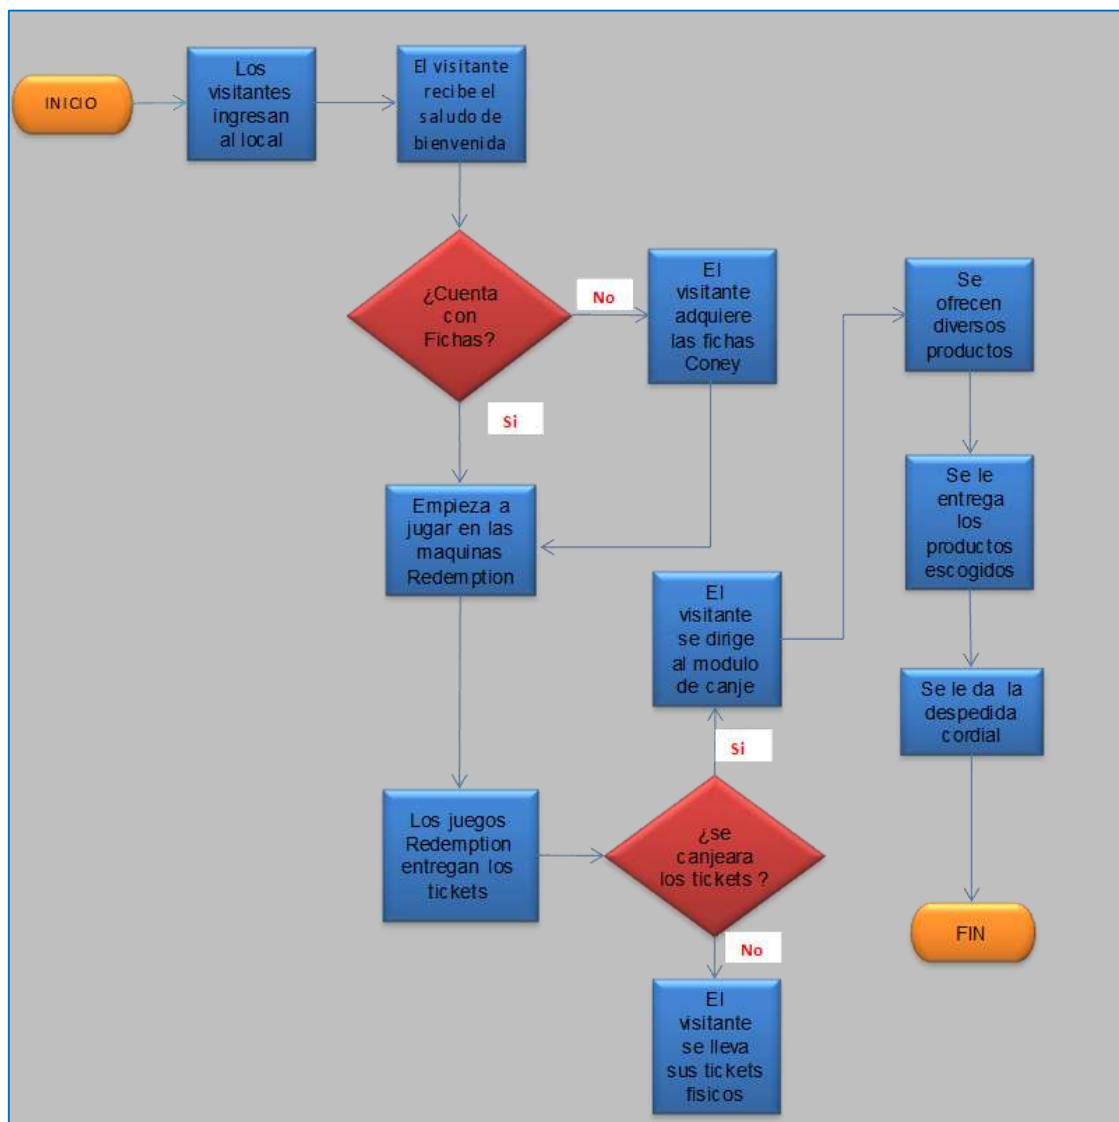 INICIO
Los
visitantes
ingresan
al local
El visitante
recibe el
saludo de
bienvenida
¿Cuenta
con
Fichas?
No
El
visitante
adquiere
las fichas
Coney
Si
Empieza a
jugar en las
maquinas
Redemption
Los juegos
Redemption
entregan los
tickets
¿se
canjeara
los tickets ?
Si
El
visitante
se dirige
al modulo
de canje
No
El
visitante
se lleva
sus tickets
fisicos
Se
ofrecen
diversos
productos
Se le
entrega
los
productos
escogidos
Se le da la
despedida
cordial
FIN